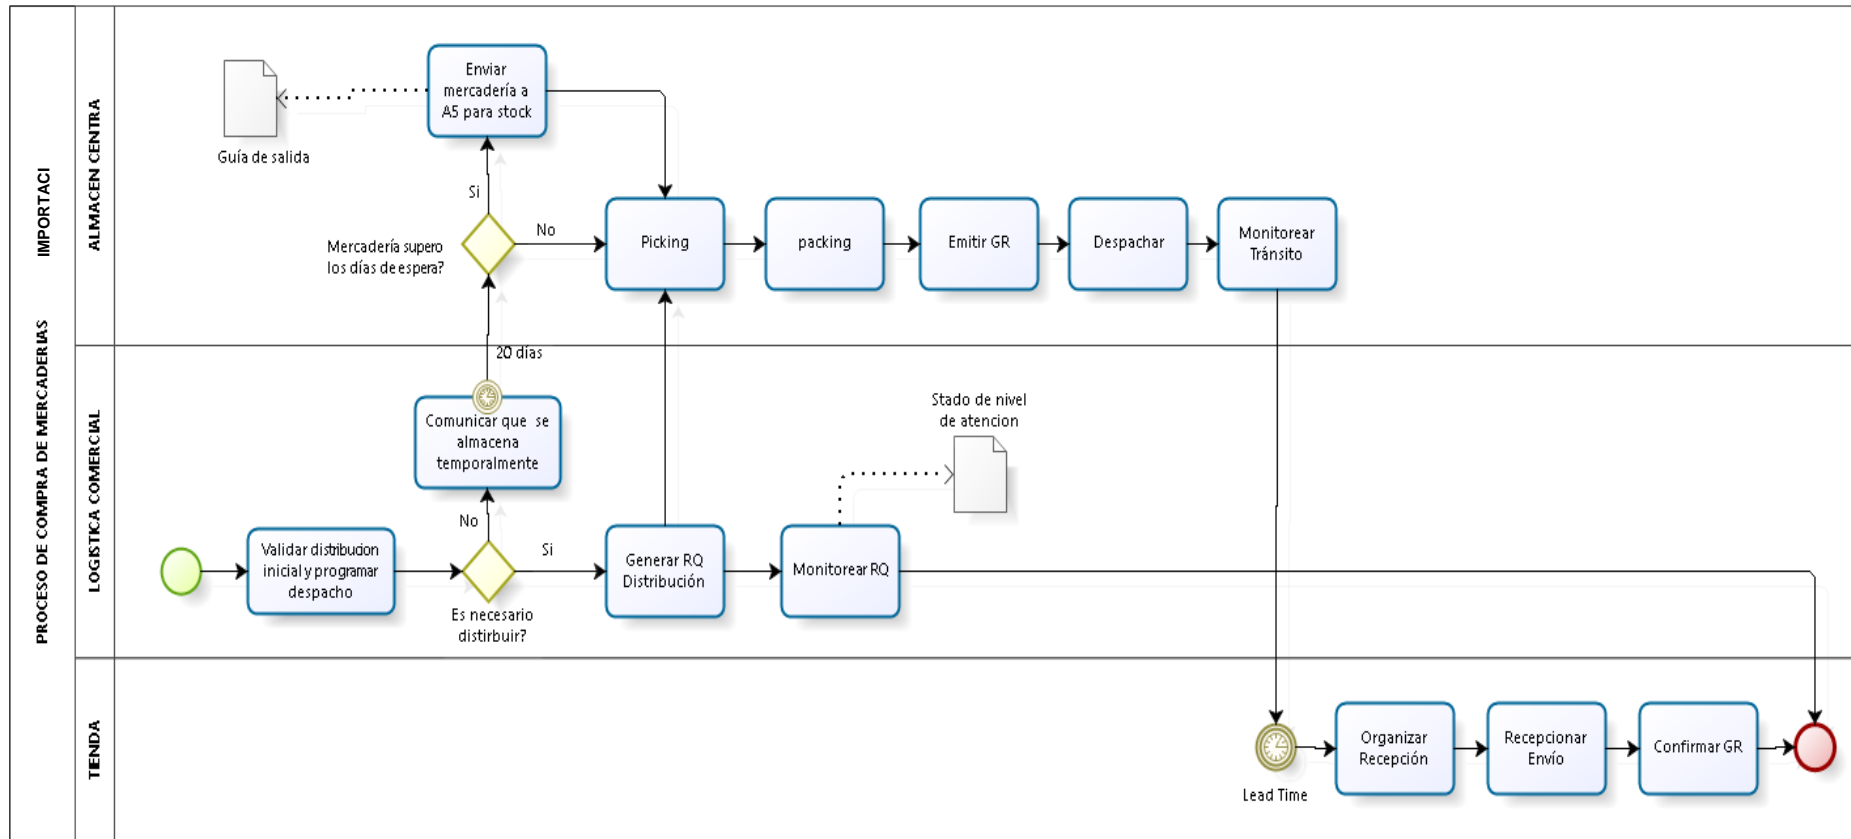 PROCESO DE COMPRA DE MERCADERIAS
IMPORTACI
ALMACEN CENTRA
Enviar
mercadería a
A5 para stock
Guía de salida
Si
Mercadería supero
los días de espera?
No
Picking
packing
Emitir GR
Despachar
Monitorear
Tránsito
LOGISTICA COMERCIAL
20 días
Comunicar que se
almacena
temporalmente
Stado de nivel
de atencion
No
Validar distribucion
inicial y programar
despacho
Si
Es necesario
distirbuir?
Generar RQ
Distribución
Monitorear RQ
TIENDA
Lead Time
Organizar
Recepción
Recepcionar
Envío
Confirmar GR